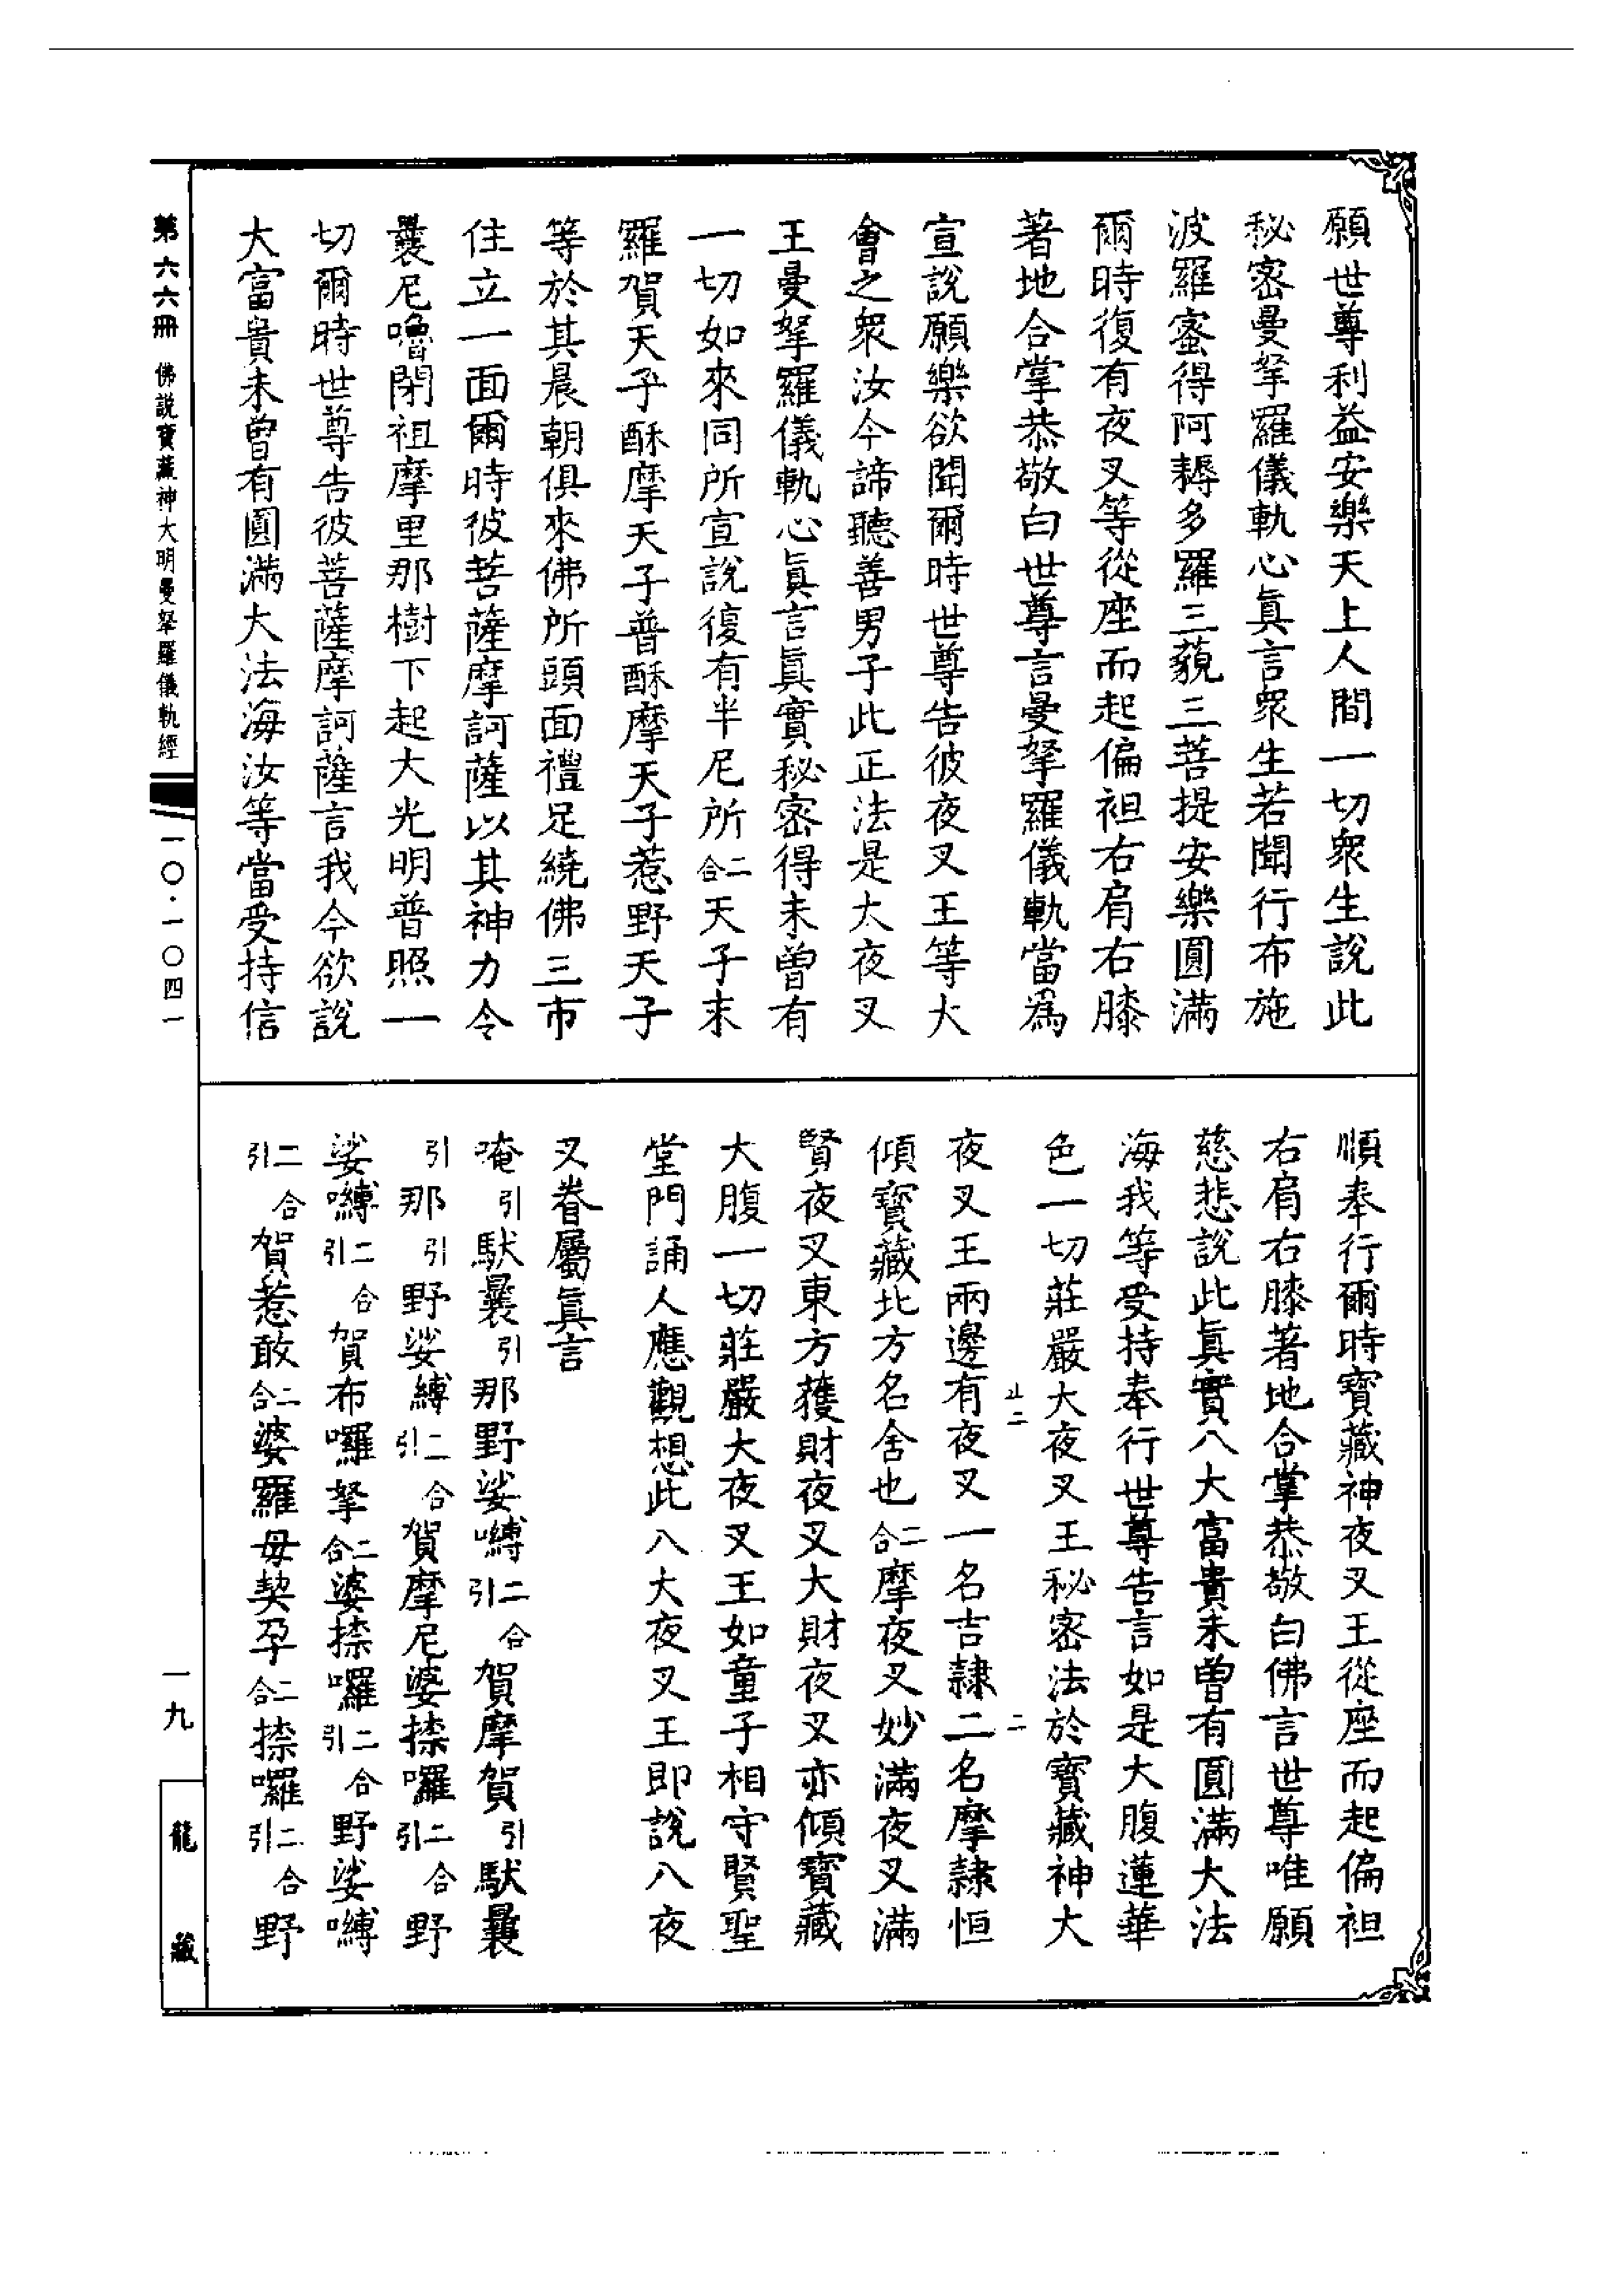 願世尊利益安樂天上人間一切衆生說此
秘密曼拏羅儀軌心眞言衆生若聞行布施
波羅蜜得阿耨多羅三藐三菩提安樂圓滿
爾時復有夜叉等從座而起偏袒右肩右膝
著地合掌恭敬白世尊言曼拏羅儀軌當爲
宣說願樂欲聞爾時世尊告彼夜叉王等大
會之衆汝今諦聽善男子此正法是大夜叉
王曼拏羅儀軌心眞言眞實秘密得未曾有
一切如來同所宣說復有半尼所二合天子末
羅賀天子酥摩天子普酥摩天子惹野天子
等於其晨朝俱來佛所頭面禮足繞佛三帀
住立一面爾時彼菩薩摩訶薩以其神力令
曩尼嚕閉祖摩里那樹下起大光明普照一
切爾時世尊告彼菩薩摩訶薩言我今欲說
大富貴未曾有圓滿大法海汝等當受持信
順奉行爾時寶藏神夜叉王從座而起偏袒
右肩右膝著地合掌恭敬白佛言世尊唯願
慈悲說此眞實八大富貴未曾有圓滿大法
海我等受持奉行世尊告言如是大腹蓮華
色一切莊嚴大夜叉王秘密法於寶藏神大
夜叉王兩邊有夜叉一名吉隷二名摩隷恒
傾寶藏北方名舍也二合摩夜叉妙滿夜叉滿
賢夜叉東方獲財夜叉大財夜叉亦傾寶藏
大腹一切莊嚴大夜叉王如童子相守賢聖
堂門誦人應觀想此八大夜叉王即說八夜
叉眷屬眞言
唵引䭾曩引那野娑嚩二合引賀摩賀引䭾曩
引那引野娑縛二合引賀摩尼婆捺囉二合引野
娑嚩二合引賀布囉拏二合婆捺囉二合引野娑嚩
二合引賀惹敢二合婆羅毋契孕二合捺囉二合引野
第六六冊 佛說寶藏神大明曼拏羅儀軌經
一〇·一〇四一
一九
龍藏